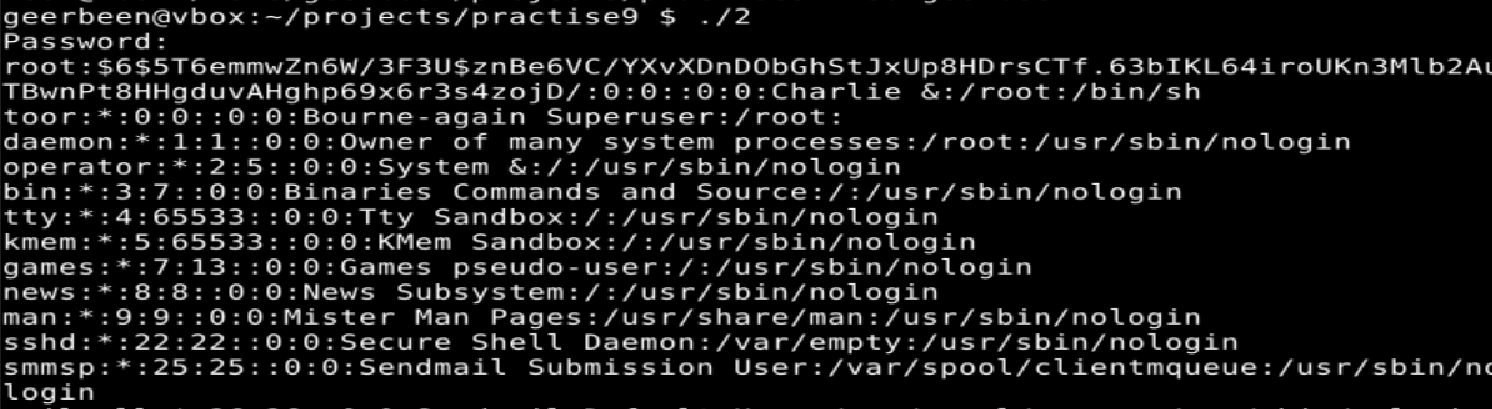 geerbeen@vbox:~/projects/practise9 $ ./2
Password:
root:$6$5T6emmwZn6W/3F3U$znBe6VC/YXvXDnDObGhStJxUp8HDrsCTf.63bIKL64iroUKn3Mlb2Au
TBwnPt8HHgduvAHghp69x6r3s4zojD/:0:0::0:0:Charlie &:/root:/bin/sh
toor:*:0:0::0:0:Bourne-again Superuser:/root:
daemon:*:1:1::0:0:Owner of many system processes:/root:/usr/sbin/nologin
operator:*:2:5::0:0:System &:/:/usr/sbin/nologin
bin:*:3:7::0:0:Binaries Commands and Source:/:/usr/sbin/nologin
tty:*:4:65533::0:0:Tty Sandbox:/:/usr/sbin/nologin
kmem:*:5:65533::0:0:KMem Sandbox:/:/usr/sbin/nologin
games:*:7:13::0:0:Games pseudo-user:/:/usr/sbin/nologin
news:*:8:8::0:0:News Subsystem:/:/usr/sbin/nologin
man:*:9:9::0:0:Mister Man Pages:/usr/share/man:/usr/sbin/nologin
sshd:*:22:22::0:0:Secure Shell Daemon:/var/empty:/usr/sbin/nologin
smmsp:*:25:25::0:0:Sendmail Submission User:/var/spool/clientmqueue:/usr/sbin/no
login